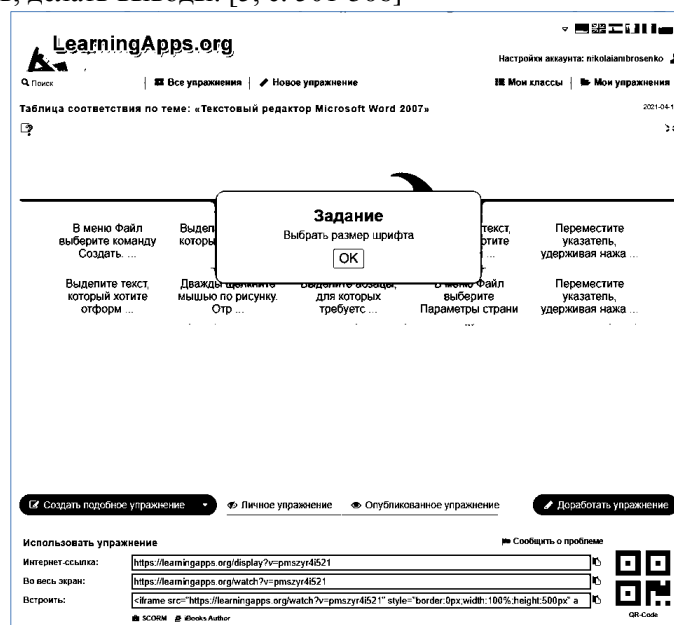 LearningApps.org
Настройки аккаунта: nikolaiambrosenko
Поиск Все упражнения Новое упражнение Мои классы Мои упражнения
Таблица соответствия по теме: «Текстовый редактор Microsoft Word 2007»
2021-04-1
Задание
Выбрать размер шрифта
OK
В меню Файл
выберите команду
Создать. ...
текст,
Переместите
указатель,
удерживая нажа ...
Выделите текст,
который хотите
отформ ...
Дважды щелкните
мышью по рисунку.
Отр ...
Выделите абзацы,
для которых
требуетс ...
В меню Файл
выберите
Параметры страни
Переместите
указатель,
удерживая нажа ...
Создать подобное упражнение Личное упражнение Опубликованное упражнение Доработать упражнение
Использовать упражнение
Сообщить о проблеме
Интернет-ссылка: https://learningapps.org/display?v=pmszyr4i521
Во весь экран: https://learningapps.org/watch?v=pmszyr4i521
Встроить: <iframe src="https://learningapps.org/watch?v=pmszyr4i521" style="border:0px;width:100%;height:500px" a
SCORM iBooks Author
QR-Code